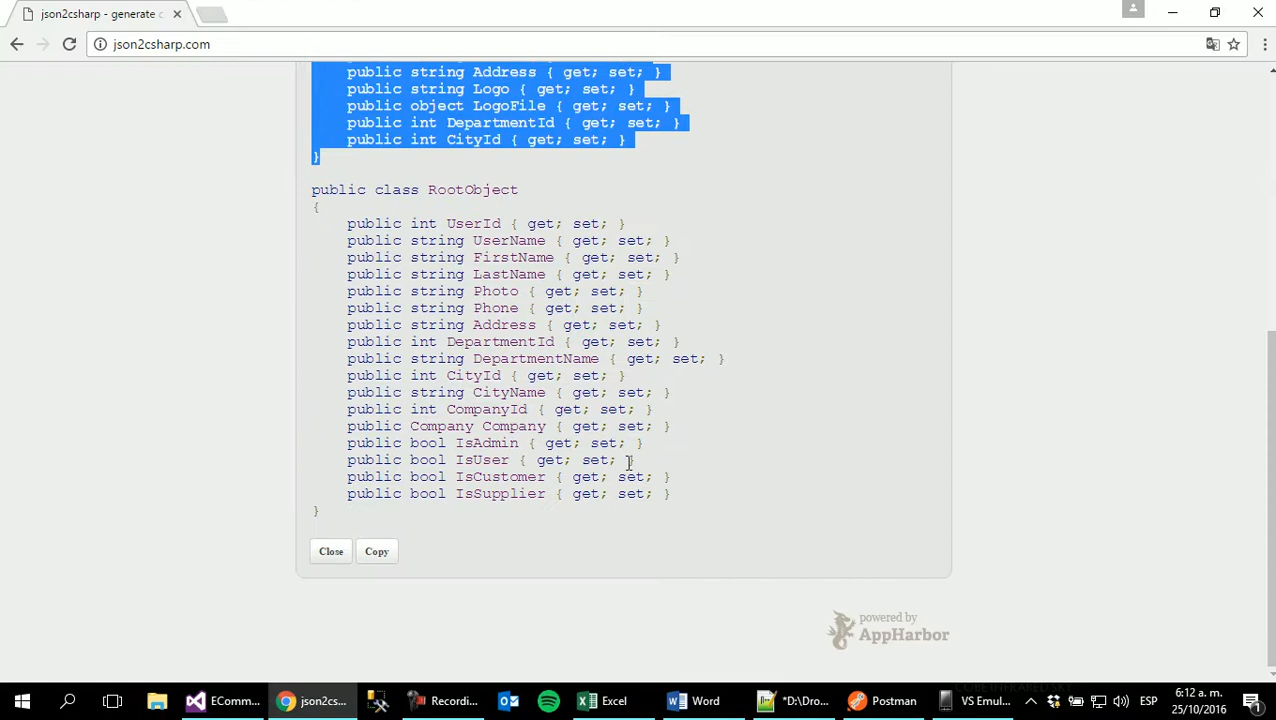 json2csharp - generate c
json2csharp.com
public string Address { get; set; }
public string Logo { get; set; }
public object LogoFile { get; set; }
public int DepartmentId { get; set; }
public int CityId { get; set; }
}
public class RootObject
{
public int UserId { get; set; }
public string UserName { get; set; }
public string FirstName { get; set; }
public string LastName { get; set; }
public string Photo { get; set; }
public string Phone { get; set; }
public string Address { get; set; }
public int DepartmentId { get; set; }
public string DepartmentName { get; set; }
public int CityId { get; set; }
public string CityName { get; set; }
public int CompanyId { get; set; }
public Company Company { get; set; }
public bool IsAdmin { get; set; }
public bool IsUser { get; set; }
public bool IsCustomer { get; set; }
public bool IsSupplier { get; set; }
}
Close Copy
powered by
AppHarbor
EComm... json2cs... Recordi... Excel Word *D:\Dro... Postman VS Emul... ESP
6:12 a. m.
25/10/2016